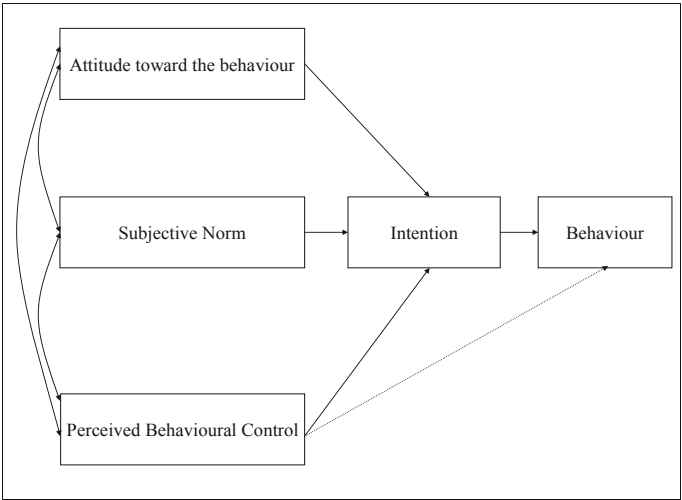 Attitude toward the behaviour
Subjective Norm
Intention
Behaviour
Perceived Behavioural Control